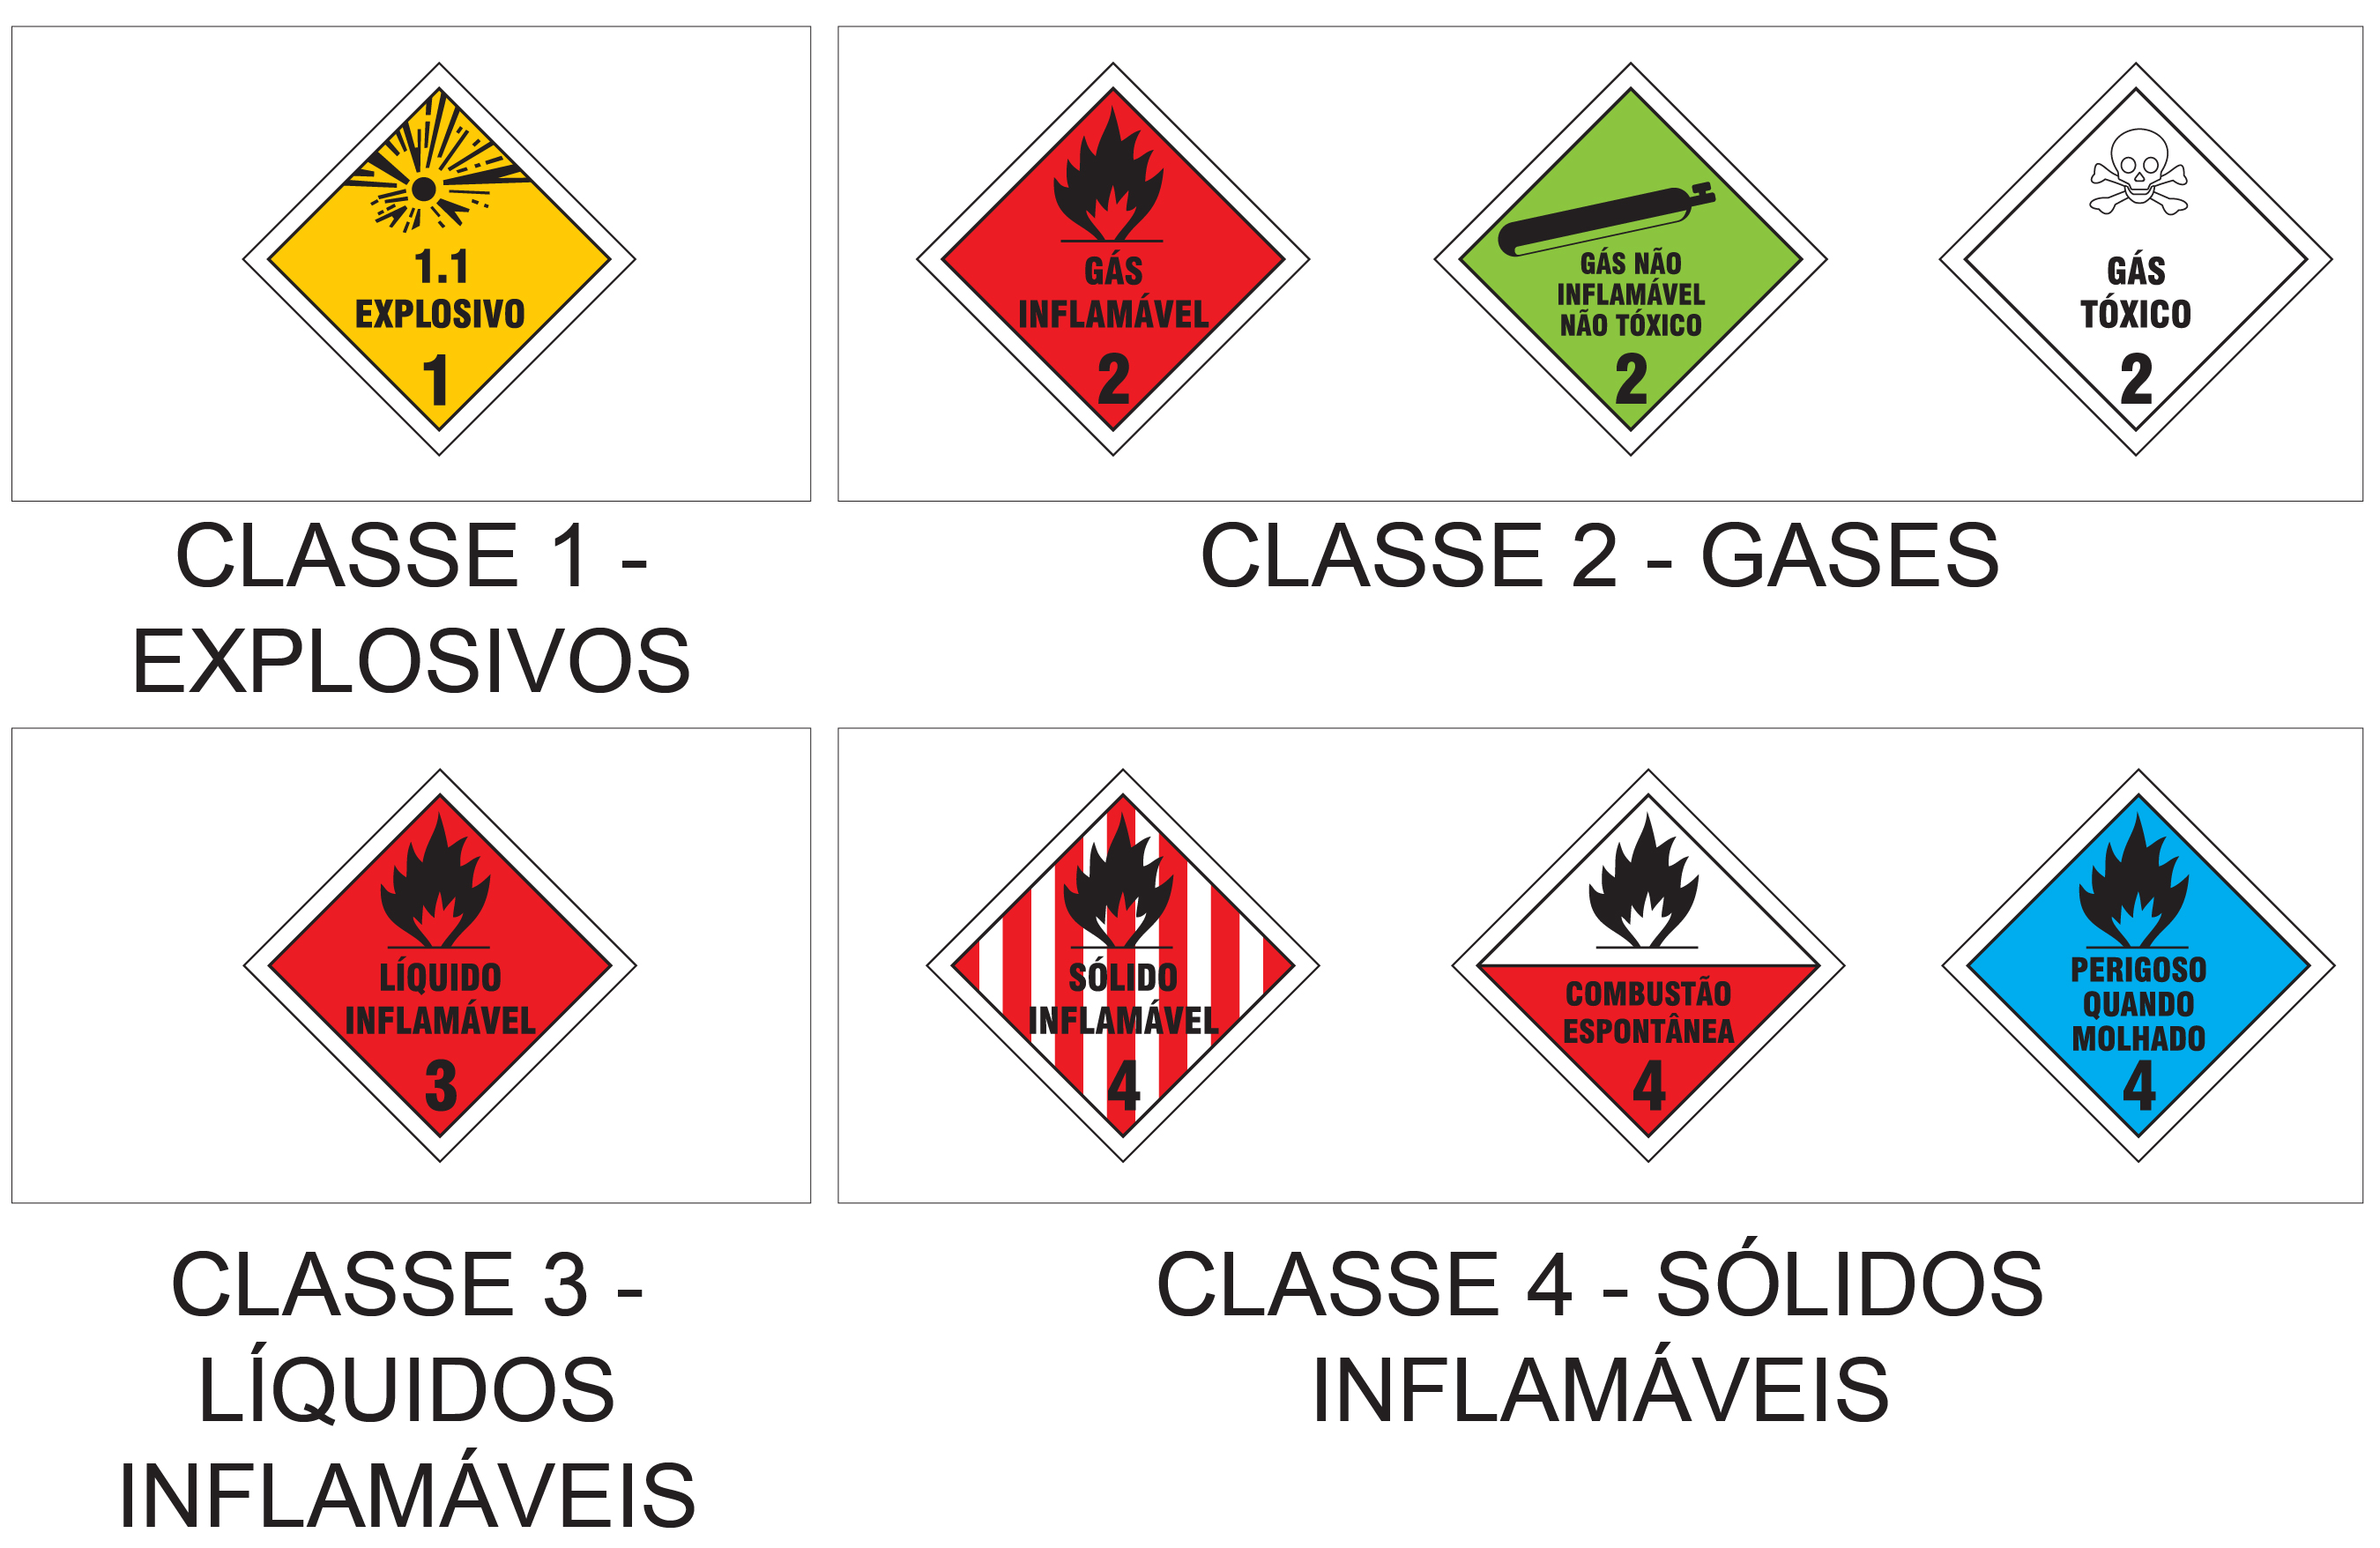 1.1
EXPLOSIVO
1
GÁS
INFLAMÁVEL
2
GÁS NÃO
INFLAMÁVEL
NÃO TÓXICO
2
GÁS
TÓXICO
2
CLASSE 1 -
EXPLOSIVOS
CLASSE 2 - GASES
LÍQUIDO
INFLAMÁVEL
3
SÓLIDO
INFLAMÁVEL
4
COMBUSTÃO
ESPONTÂNEA
4
PERIGOSO
QUANDO
MOLHADO
4
CLASSE 3 -
LÍQUIDOS
INFLAMÁVEIS
CLASSE 4 - SÓLIDOS
INFLAMÁVEIS